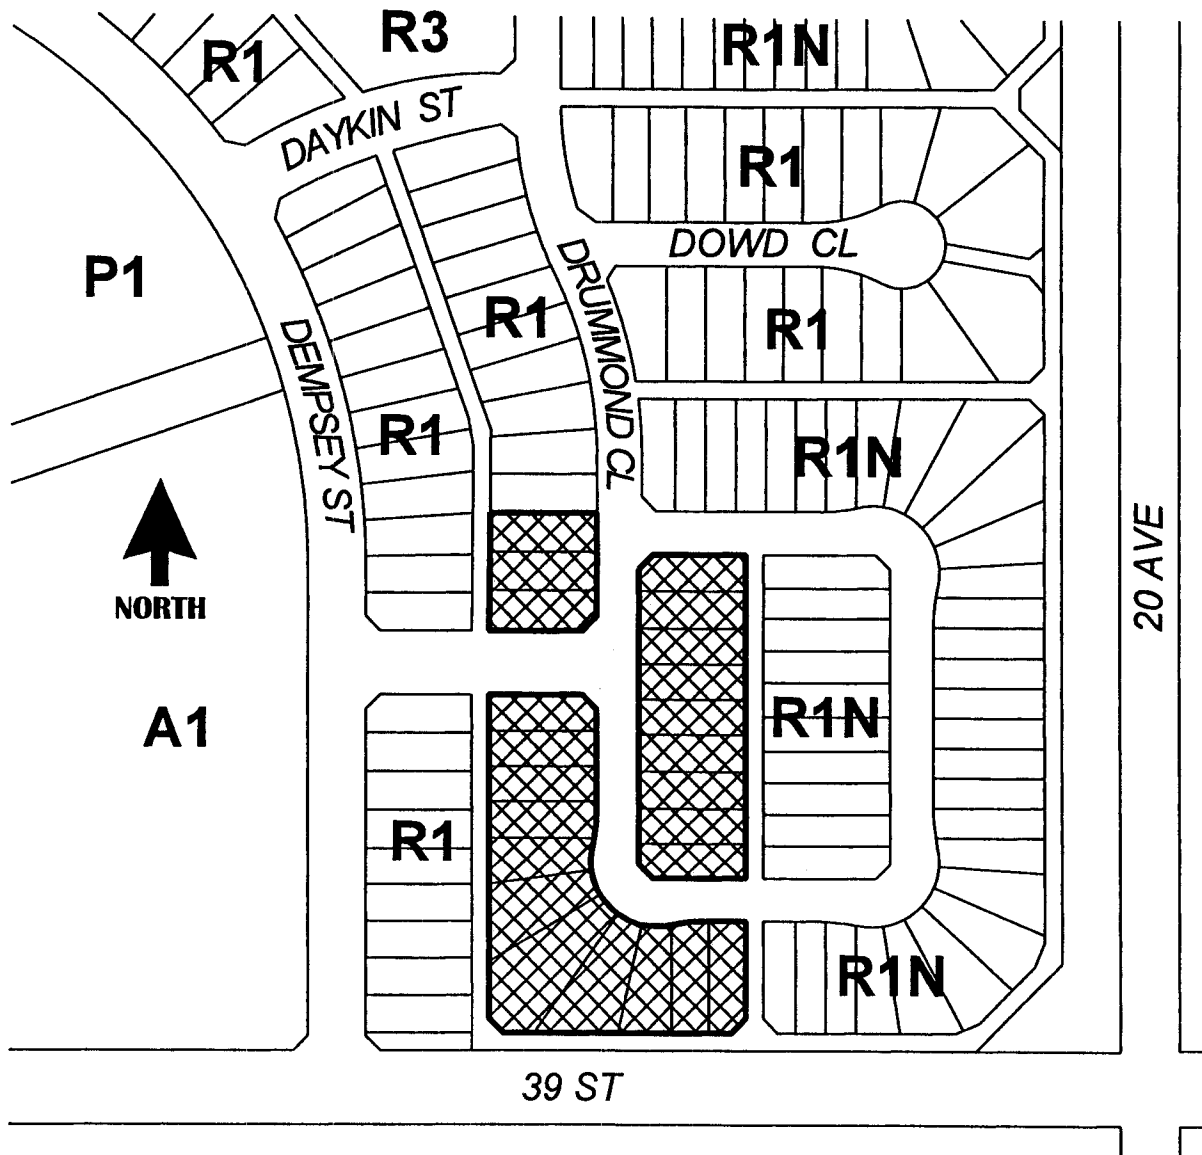 R3
R1
R1N
DAYKIN ST
R1
DOWD CL
P1
DRUMMOND CL
R1
R1
DEMPSEY ST
R1
R1N
20 AVE
NORTH
A1
R1N
R1
R1N
39 ST